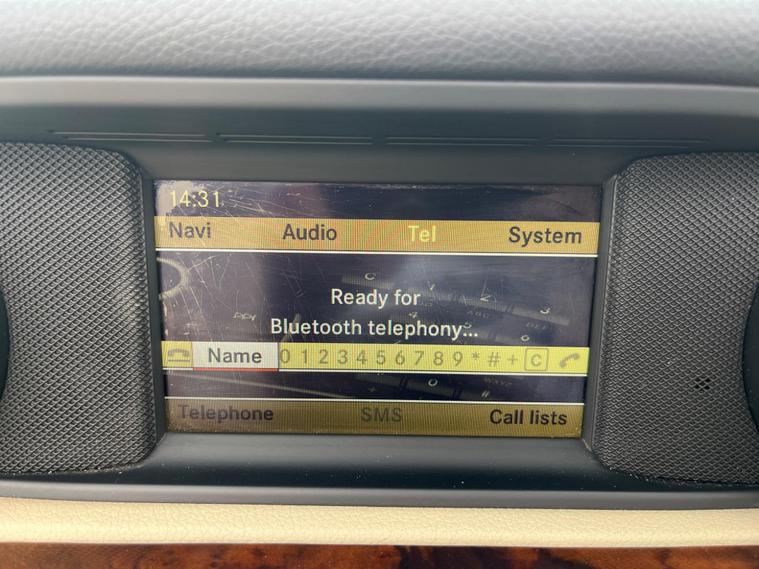 14:31
Navi Audio Tel System
Ready for
Bluetooth telephony...
Name 0 1 2 3 4 5 6 7 8 9 * # + C
Telephone SMS Call lists